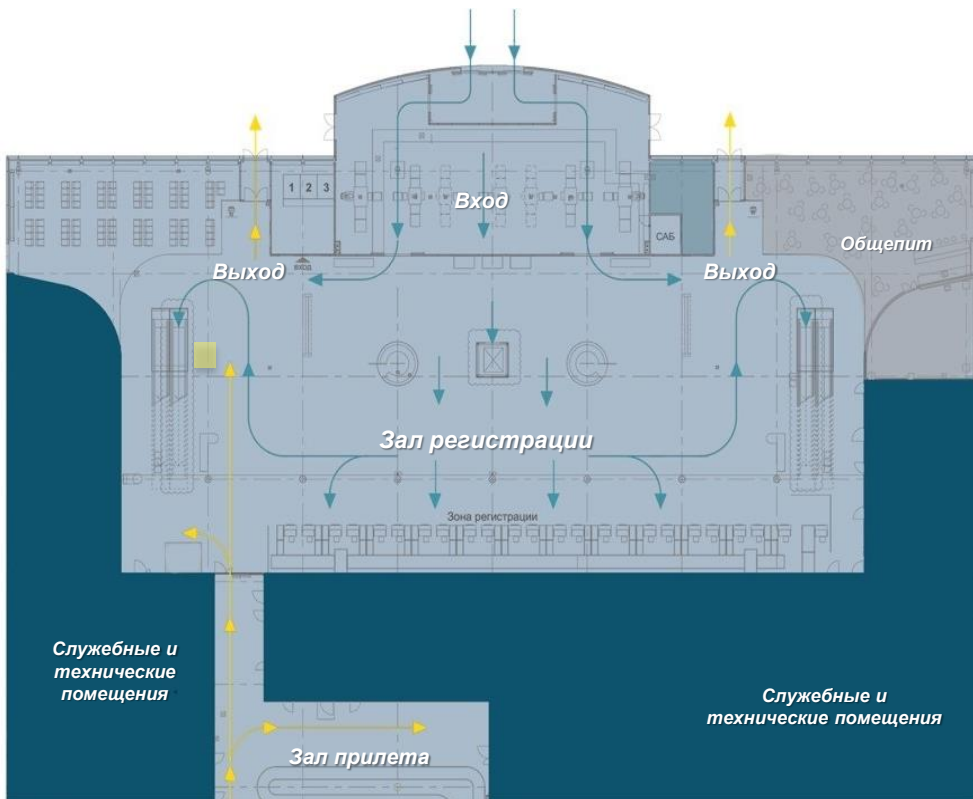 1 2 3
Вход
САБ
Общепит
Выход
вход
Выход
Зал регистрации
Зона регистрации
Служебные и
технические
помещения
Служебные и
технические помещения
Зал прилета